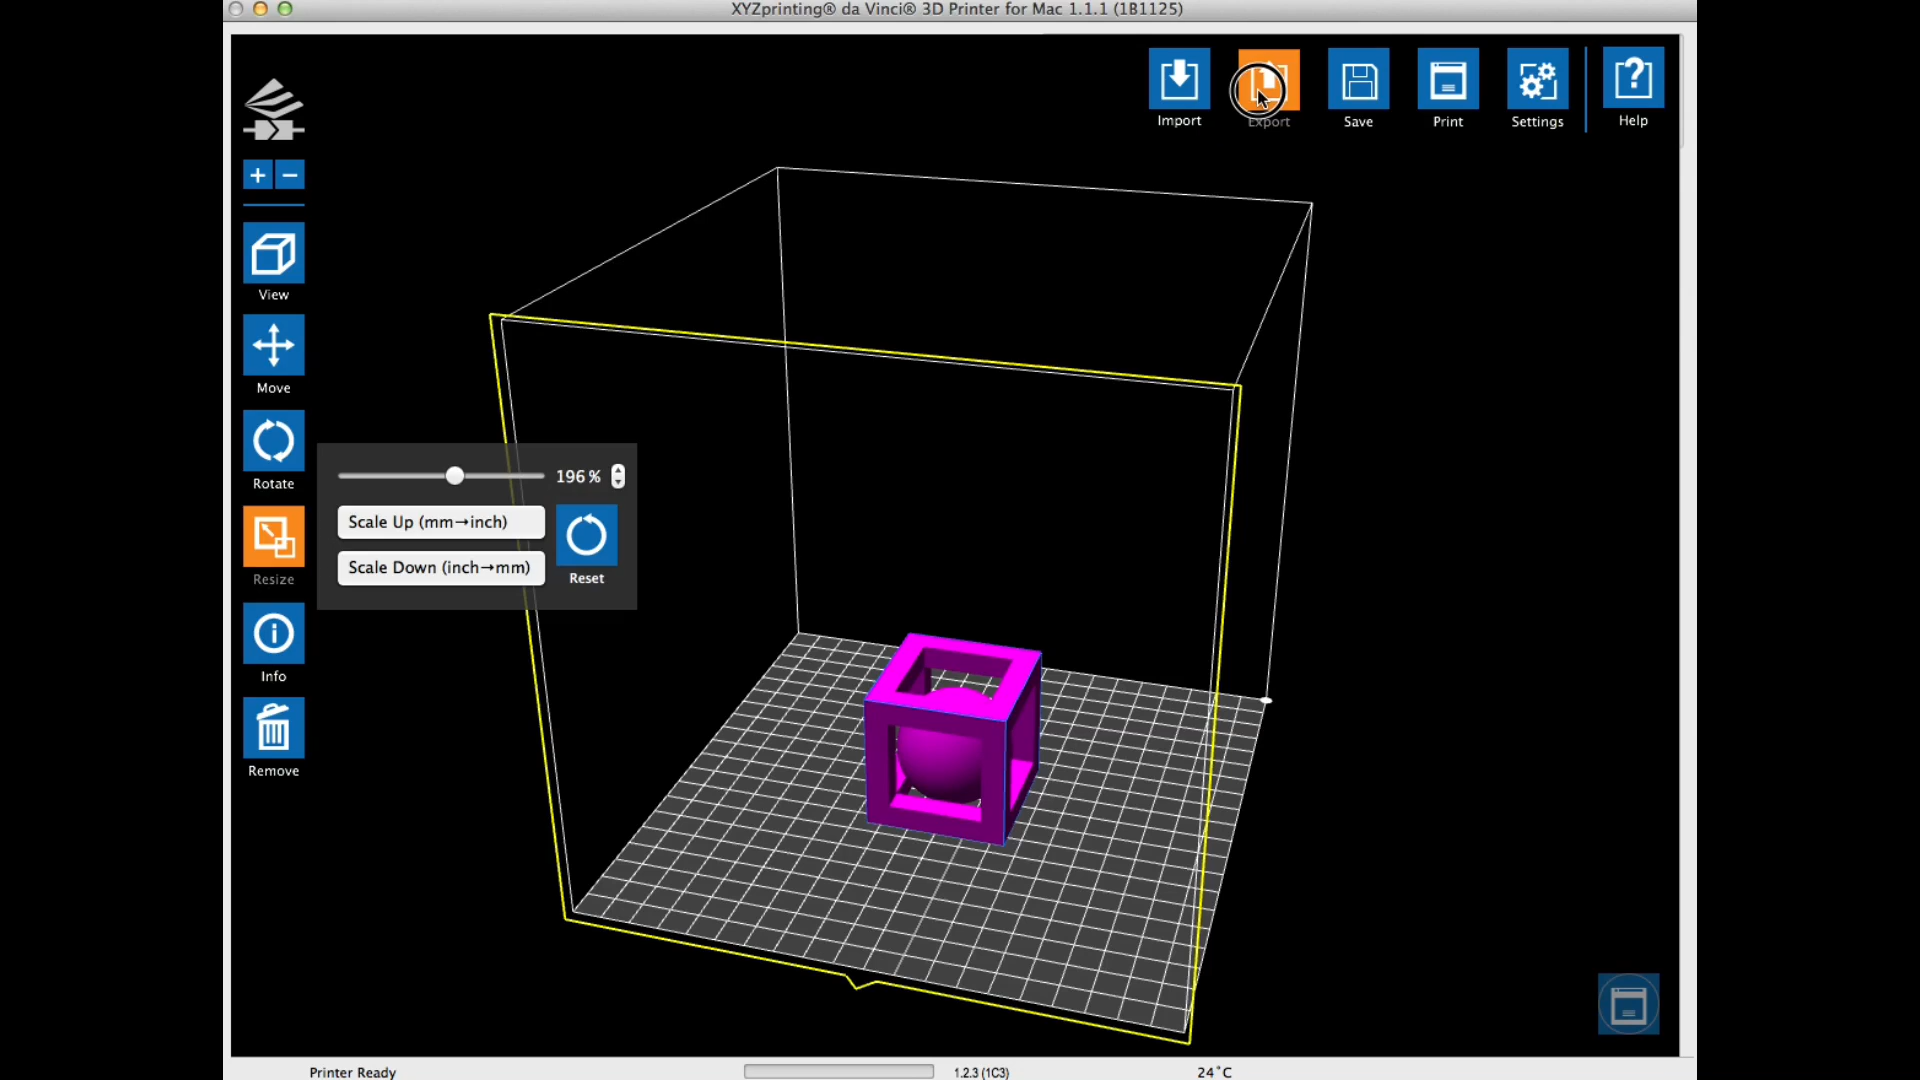 XYZprinting® da Vinci® 3D Printer for Mac 1.1.1 (1B1125)
Import
Export
Save
Print
Settings
Help
View
Move
Rotate
196%
Scale Up (mm→inch)
Scale Down (inch→mm)
Reset
Resize
Info
Remove
Printer Ready
1.2.3 (1C3)
24˚C